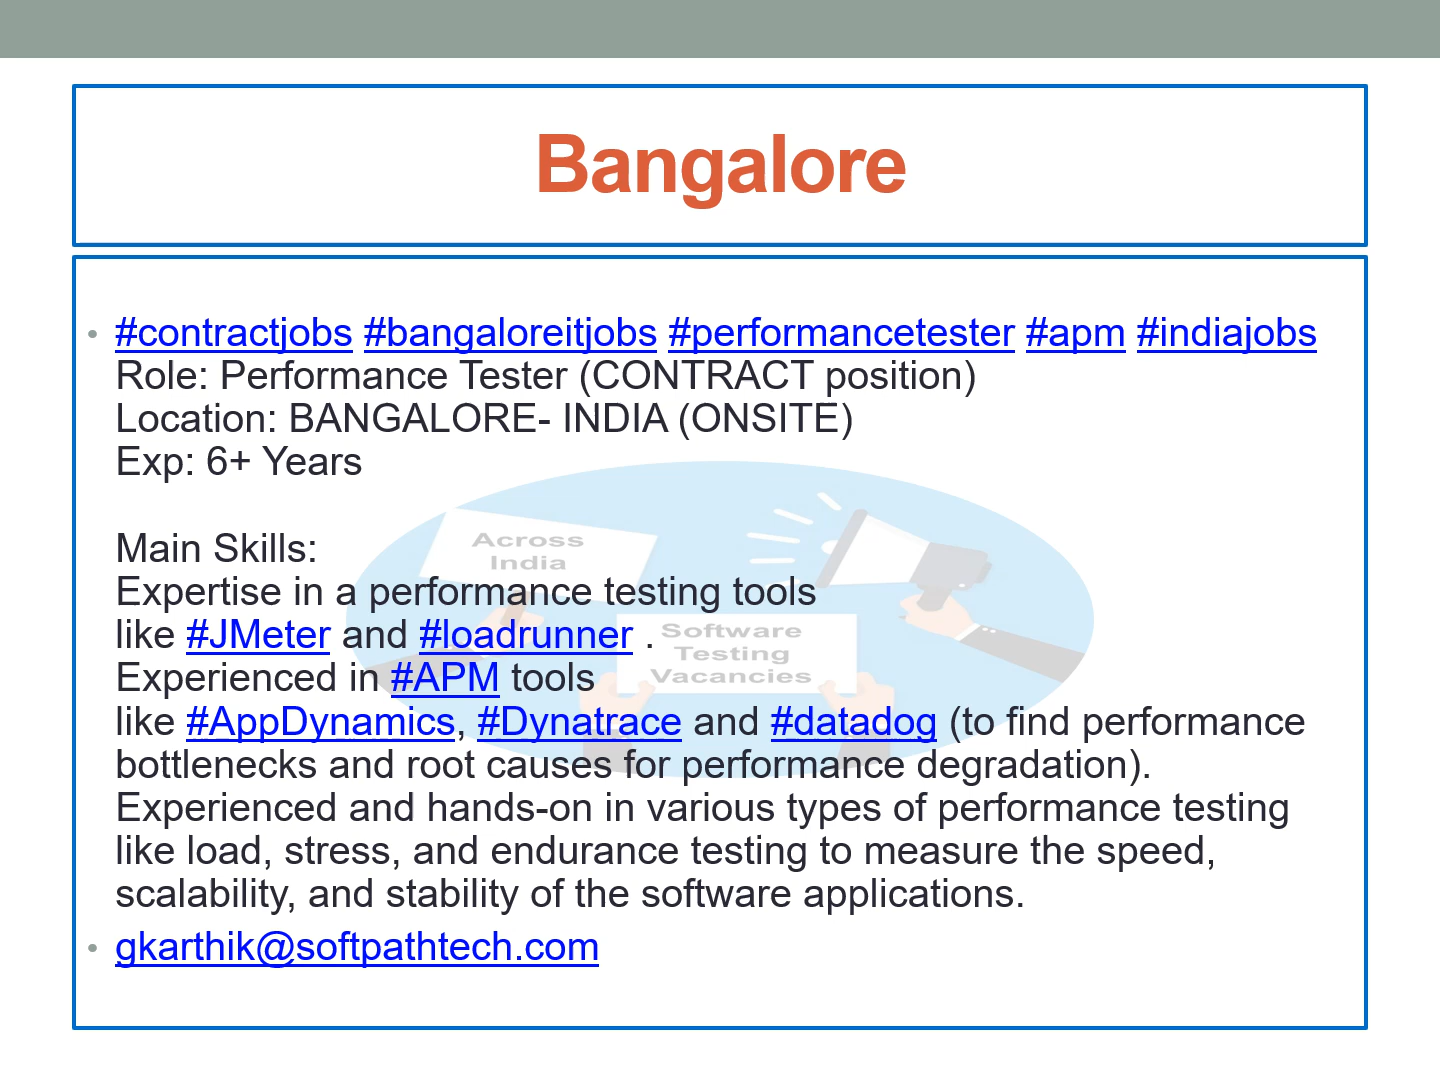 Bangalore
• #contractjobs #bangaloreitjobs #performancetester #apm #indiajobs
Role: Performance Tester (CONTRACT position)
Location: BANGALORE- INDIA (ONSITE)
Exp: 6+ Years
Main Skills:
Expertise in a performance testing tools
like #JMeter and #loadrunner .
Experienced in #APM tools
like #AppDynamics, #Dynatrace and #datadog (to find performance
bottlenecks and root causes for performance degradation).
Experienced and hands-on in various types of performance testing
like load, stress, and endurance testing to measure the speed,
scalability, and stability of the software applications.
• gkarthik@softpathtech.com
Across
India
Software
Testing
Vacancies